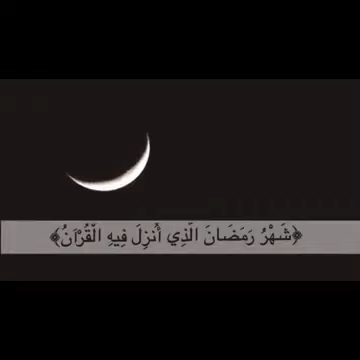 ﴿شَهْرُ رَمَضَانَ الَّذِي أُنزِلَ فِيهِ الْقُرْآنُ﴾